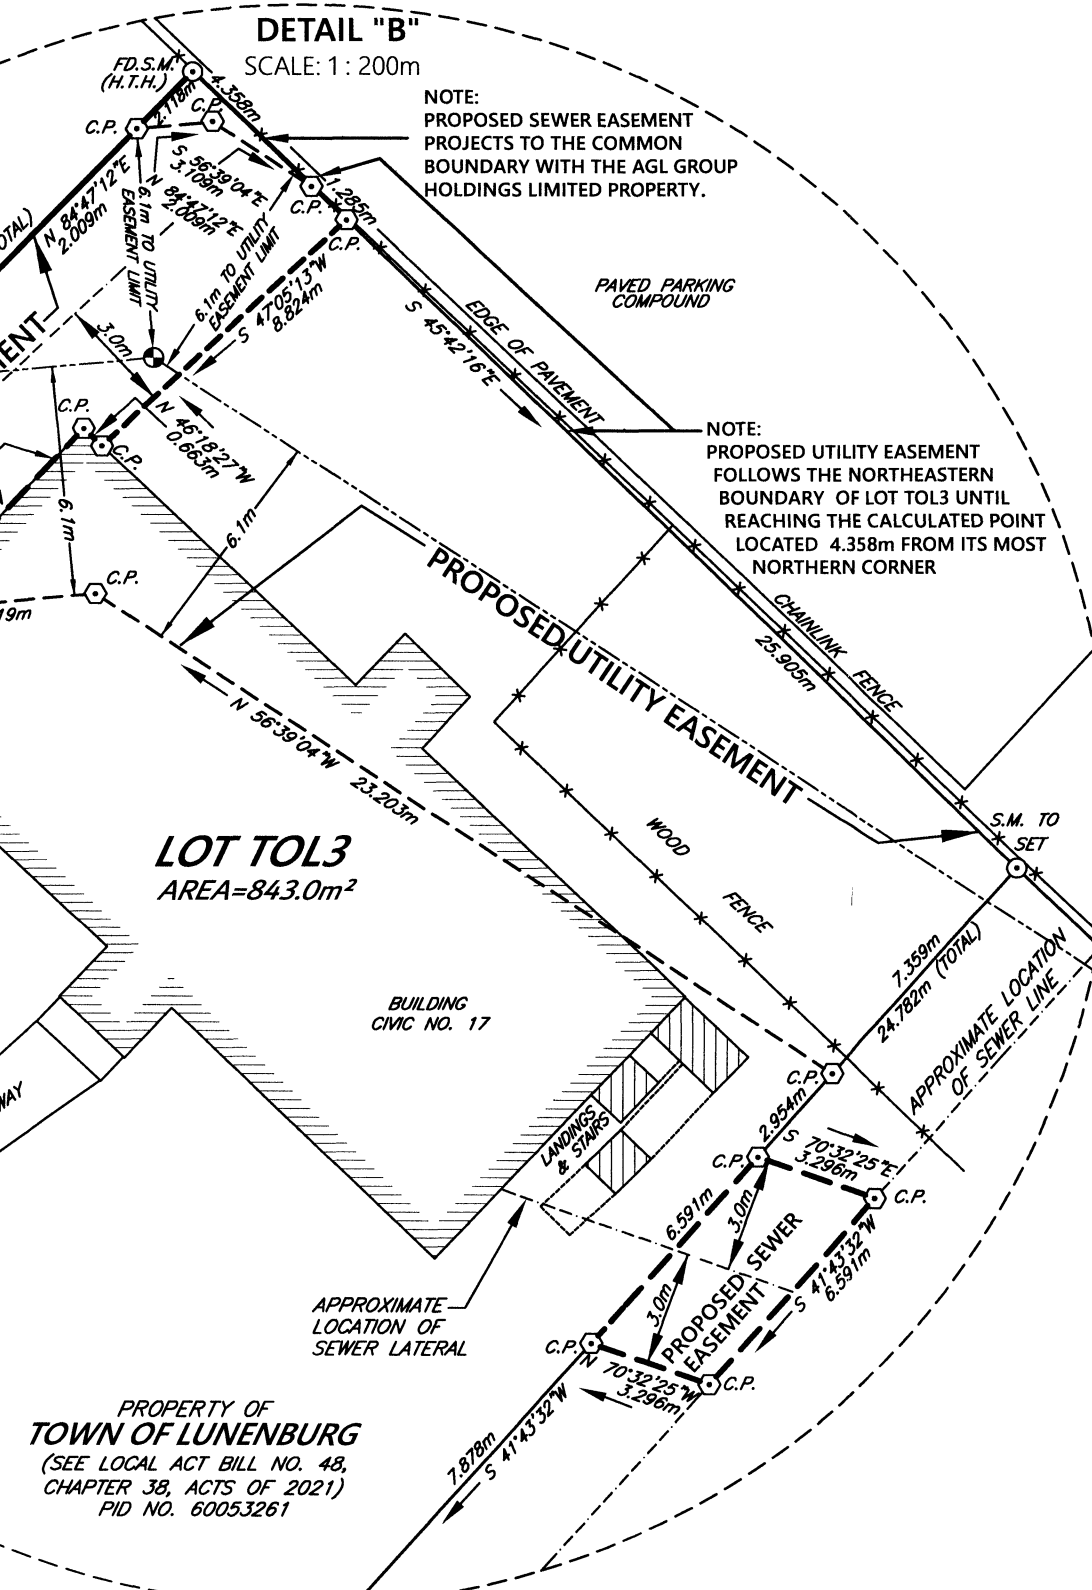 DETAIL "B"
SCALE: 1 : 200m
FD.S.M.
(H.T.H.)
2.118m
4.358m
C.P.
C.P.
NOTE:
PROPOSED SEWER EASEMENT
PROJECTS TO THE COMMON
BOUNDARY WITH THE AGL GROUP
HOLDINGS LIMITED PROPERTY.
S 56°39'04"E
3.109m
N 84°47'12"E
2.009m
N 84°47'12"E
2.009m
OTAL)
6.1m TO UTILITY
EASEMENT LIMIT
6.1m TO UTILITY
EASEMENT LIMIT
C.P.
1.285m
C.P.
S 47°05'13"W
8.824m
PAVED PARKING
COMPOUND
EDGE OF PAVEMENT
S 45°42'16"E
MENT
3.0m
C.P.
C.P.
N 46°18'27"W
0.663m
6.1m
6.1m
C.P.
19m
NOTE:
PROPOSED UTILITY EASEMENT
FOLLOWS THE NORTHEASTERN
BOUNDARY OF LOT TOL3 UNTIL
REACHING THE CALCULATED POINT
LOCATED 4.358m FROM ITS MOST
NORTHERN CORNER
PROPOSED UTILITY EASEMENT
CHAINLINK FENCE
25.905m
N 56°39'04"W 23.203m
S.M. TO
SET
LOT TOL3
AREA=843.0m²
WOOD FENCE
7.359m
24.782m (TOTAL)
APPROXIMATE LOCATION
OF SEWER LINE
BUILDING
CIVIC NO. 17
WAY
C.P.
2.954m
LANDINGS
& STAIRS
C.P.
S 70°32'25"E
3.296m
C.P.
6.591m
3.0m
3.0m
PROPOSED SEWER
EASEMENT
S 41°43'32"W
6.591m
APPROXIMATE
LOCATION OF
SEWER LATERAL
C.P.
N 70°32'25"W
3.296m
C.P.
7.878m
S 41°43'32"W
PROPERTY OF
TOWN OF LUNENBURG
(SEE LOCAL ACT BILL NO. 48,
CHAPTER 38, ACTS OF 2021)
PID NO. 60053261